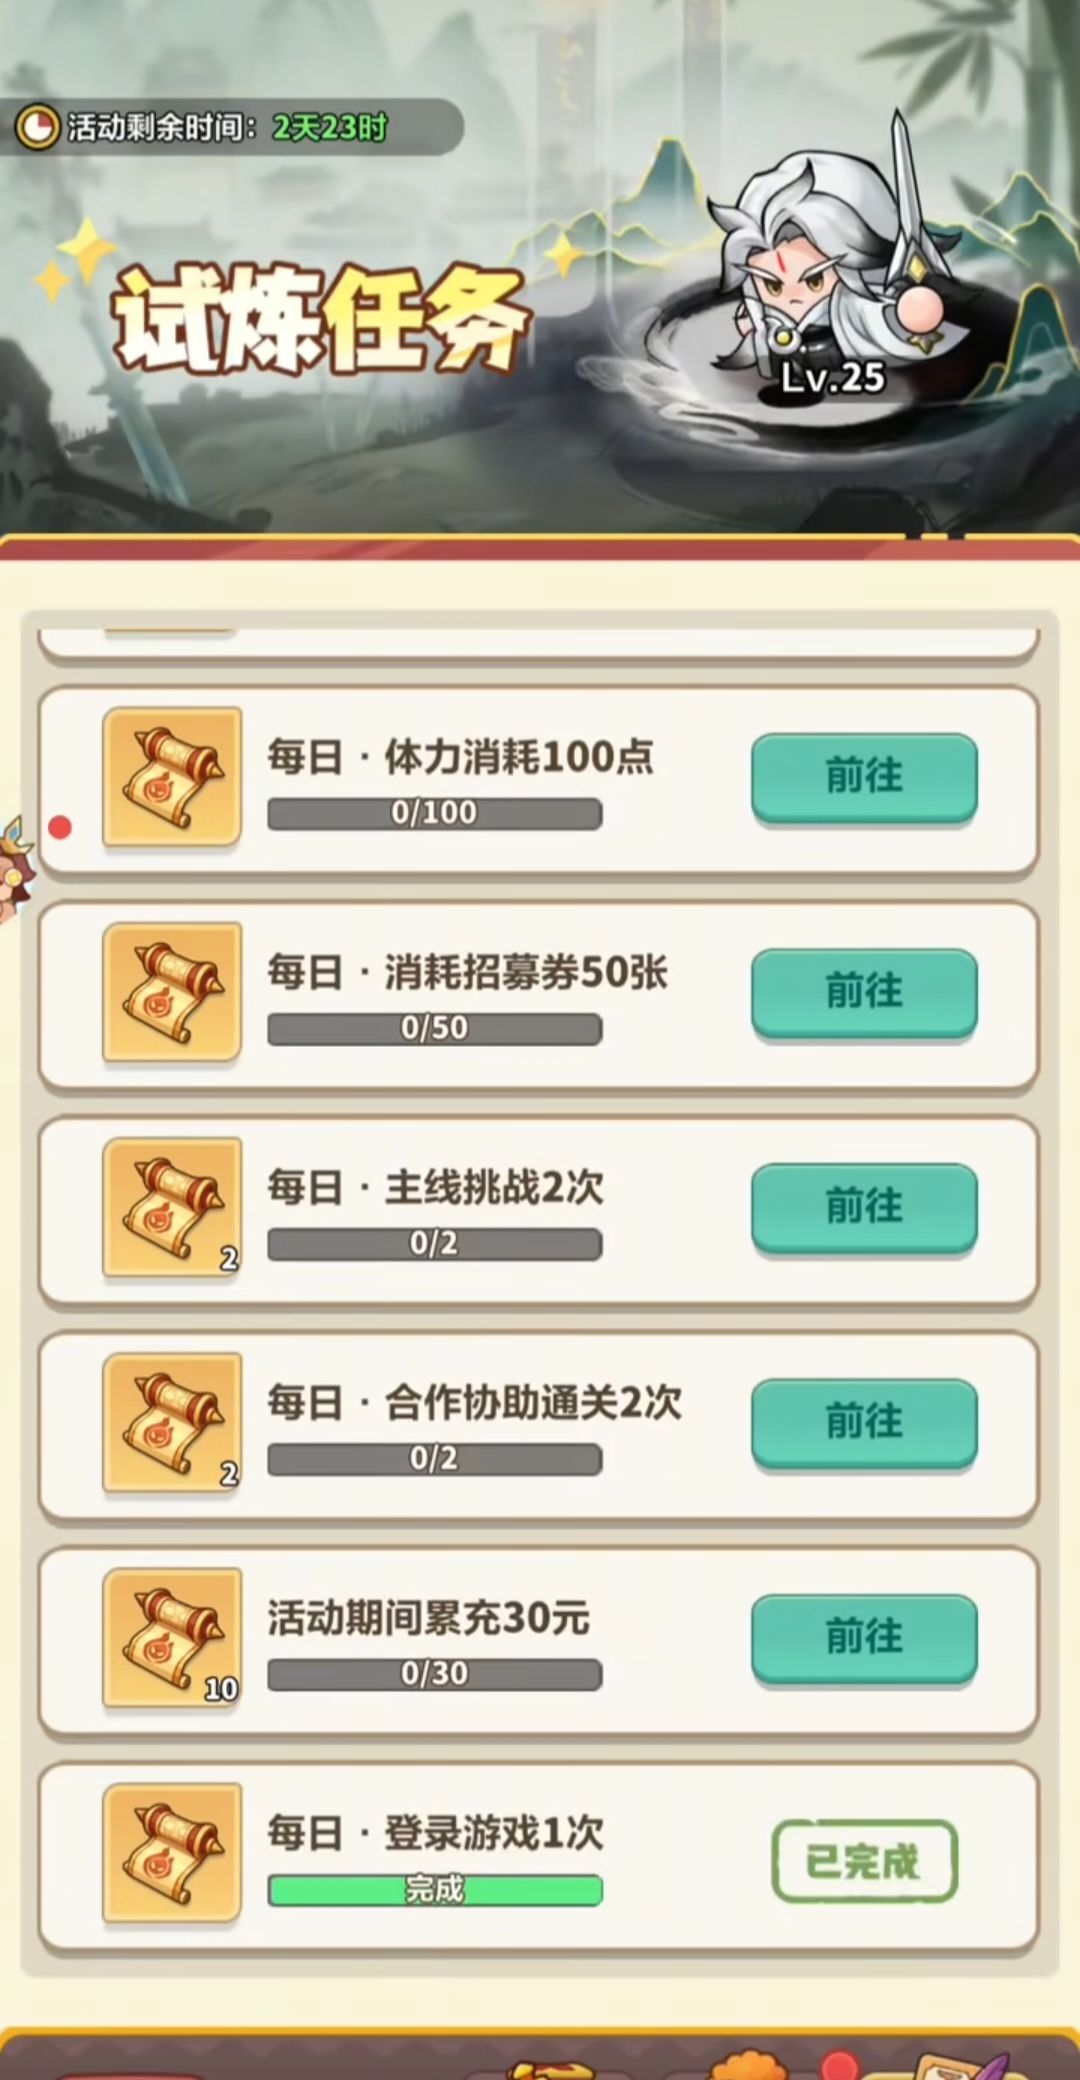 活动剩余时间：2天23时
试炼任务
Lv.25
每日·体力消耗100点
0/100
前往
每日·消耗招募券50张
0/50
前往
每日·主线挑战2次
0/2
前往
2
每日·合作协助通关2次
0/2
前往
2
活动期间累充30元
0/30
前往
10
每日·登录游戏1次
完成
已完成